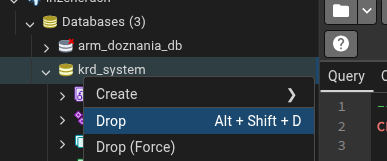 Databases (3)
arm_doznania_db
krd_system
Create
Drop Alt + Shift + D
Drop (Force)
Query
1
2
3